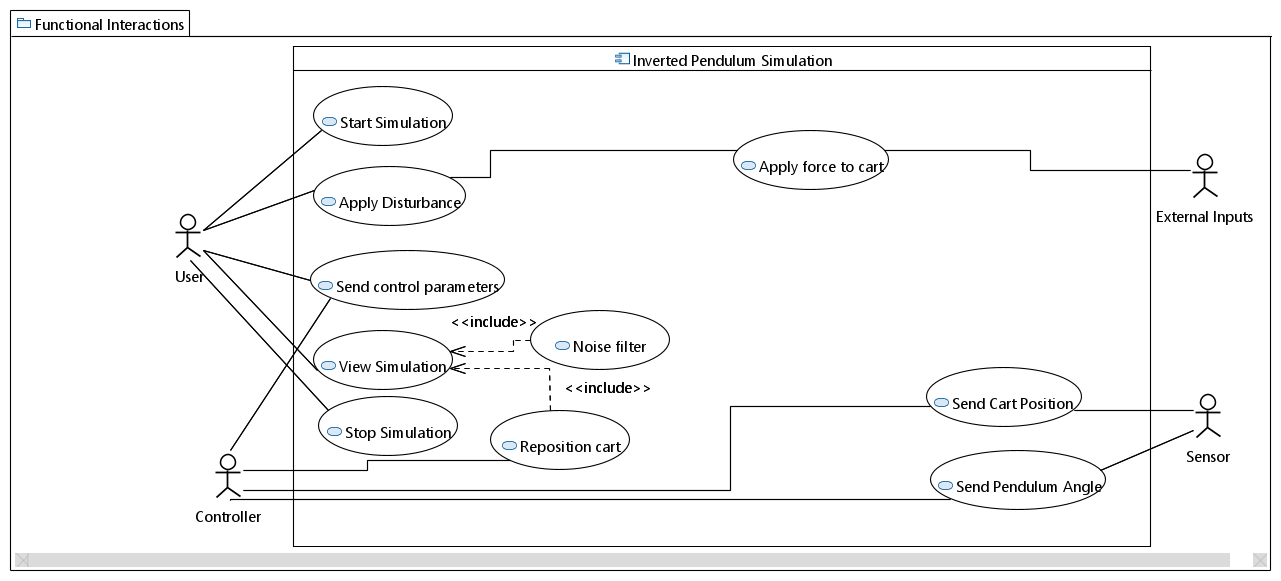 Functional Interactions
Inverted Pendulum Simulation
Start Simulation
Apply force to cart
Apply Disturbance
External Inputs
User
Send control parameters
<<include>>
Noise filter
View Simulation
<<include>>
Send Cart Position
Stop Simulation
Reposition cart
Sensor
Send Pendulum Angle
Controller